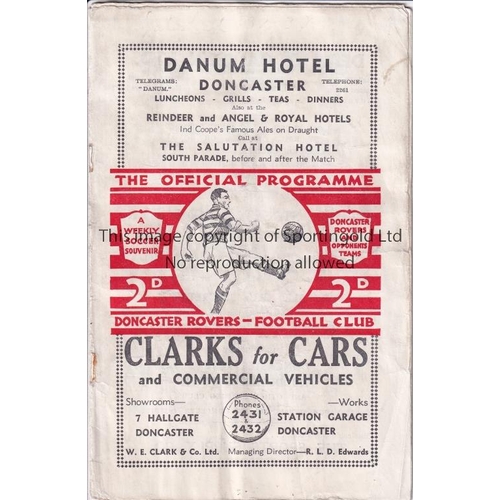 DANUM HOTEL
TELEGRAMS: "DANUM." DONCASTER TELEPHONE: 2261
LUNCHEONS - GRILLS - TEAS - DINNERS
Also at the
REINDEER and ANGEL & ROYAL HOTELS
Ind Coope's Famous Ales on Draught
Call at
THE SALUTATION HOTEL
SOUTH PARADE, before and after the Match
THE OFFICIAL PROGRAMME
A WEEKLY SOCCER SOUVENIR
DONCASTER ROVERS AND OPPONENTS TEAMS
This image copyright of Sportingold Ltd
No reproduction allowed
2D 2D
DONCASTER ROVERS - FOOTBALL CLUB
CLARKS for CARS
and COMMERCIAL VEHICLES
Showrooms— Phones —Works
7 HALLGATE 2431 & 2432 STATION GARAGE
DONCASTER DONCASTER
W. E. CLARK & Co. Ltd. Managing Director—R. L. D. Edwards